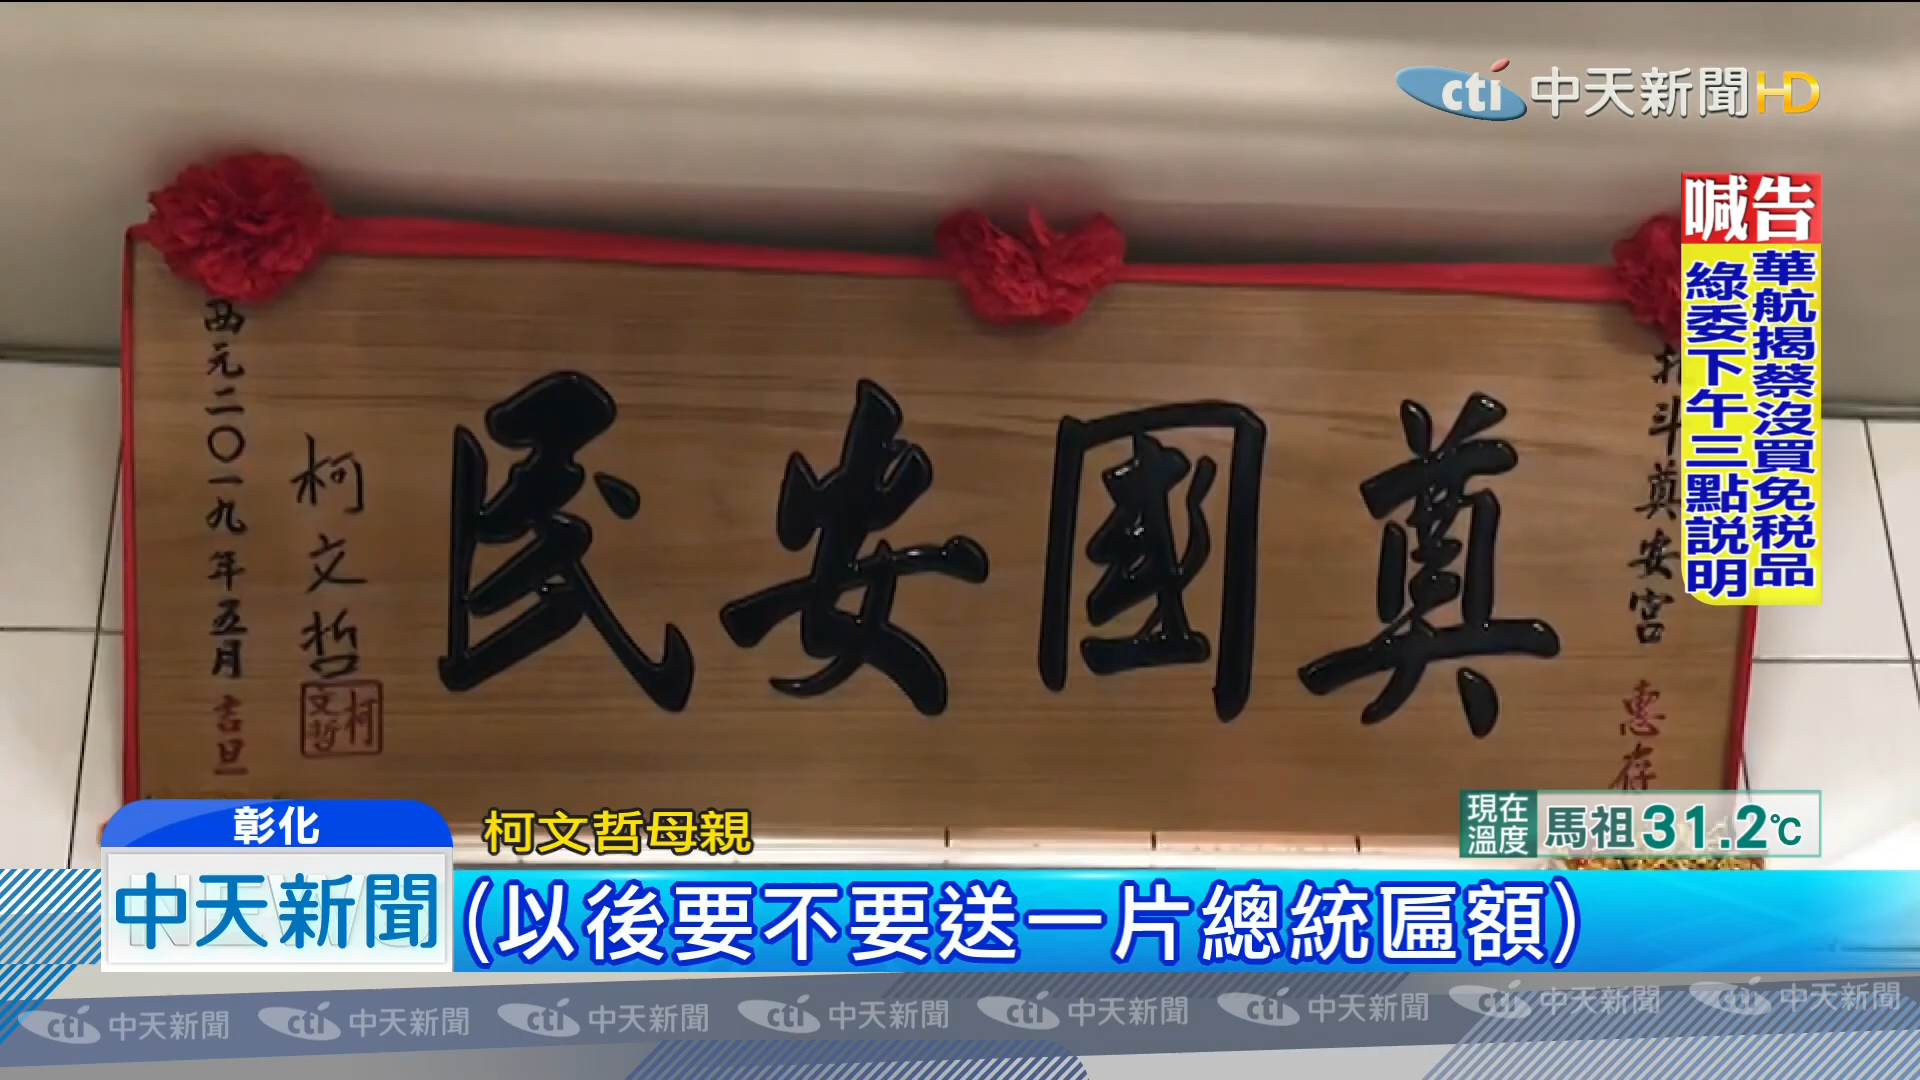 cti 中天新聞HD
喊告
華航揭蔡沒買免稅品
綠委下午三點說明
北斗奠安宮 惠存
奠國安民
柯文哲
柯文哲
西元二〇一九年五月吉旦
現在溫度 馬祖31.2℃
彰化
中天新聞
柯文哲母親
(以後要不要送一片總統匾額)
cti 中天新聞 cti 中天新聞 cti 中天新聞 cti 中天新聞 cti 中天新聞 cti 中天新聞 cti 中天新聞 cti 中天新聞